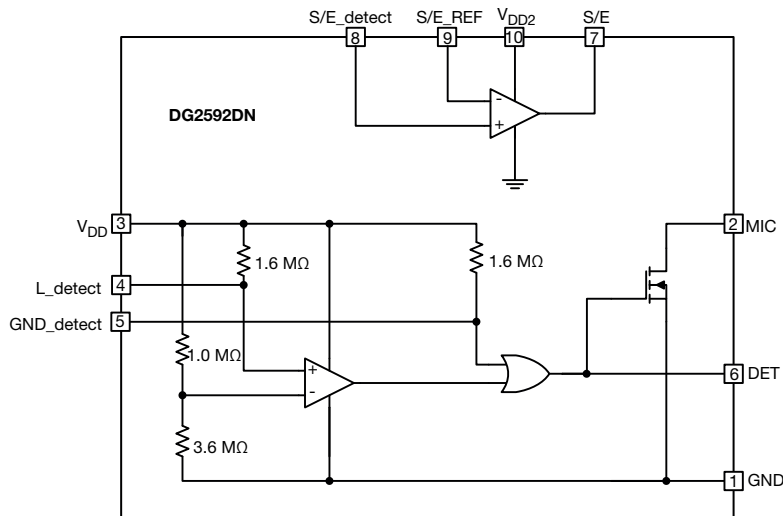 S/E_detect S/E_REF VDD2 S/E
8 9 10 7
-
+
DG2592DN
VDD 3
2 MIC
1.6 MΩ
1.6 MΩ
L_detect 4
GND_detect 5
1.0 MΩ
+
-
6 DET
3.6 MΩ
1 GND